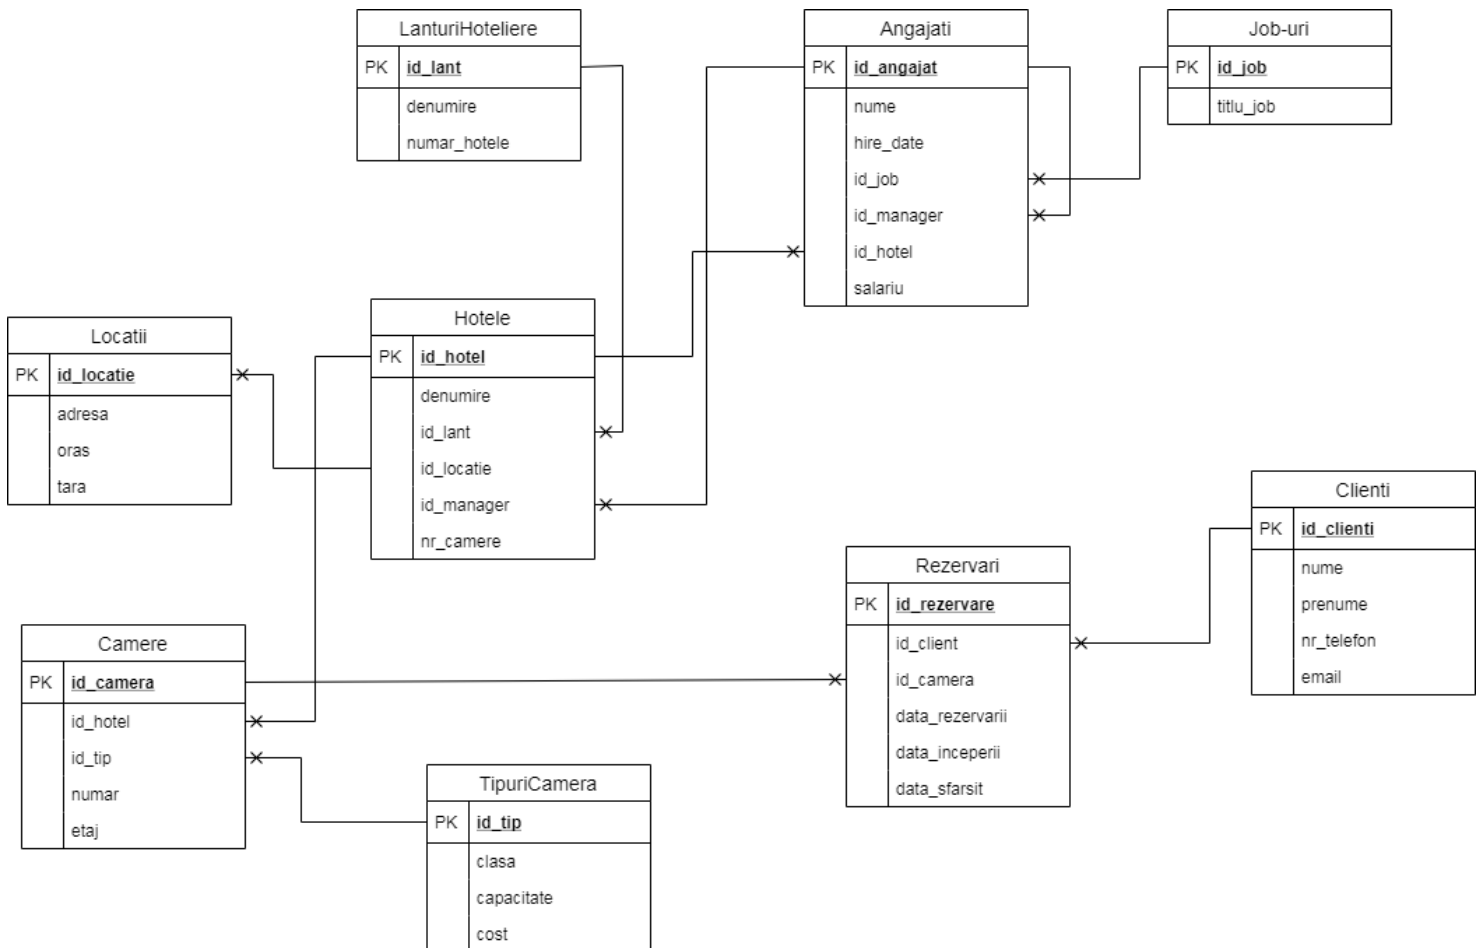 LanturiHoteliere
PK id_lant
denumire
numar_hotele
Angajati
PK id_angajat
nume
hire_date
id_job
id_manager
id_hotel
salariu
Job-uri
PK id_job
titlu_job
Locatii
PK id_locatie
adresa
oras
tara
Hotele
PK id_hotel
denumire
id_lant
id_locatie
id_manager
nr_camere
Clienti
PK id_clienti
nume
prenume
nr_telefon
email
Rezervari
PK id_rezervare
id_client
id_camera
data_rezervarii
data_inceperii
data_sfarsit
Camere
PK id_camera
id_hotel
id_tip
numar
etaj
TipuriCamera
PK id_tip
clasa
capacitate
cost